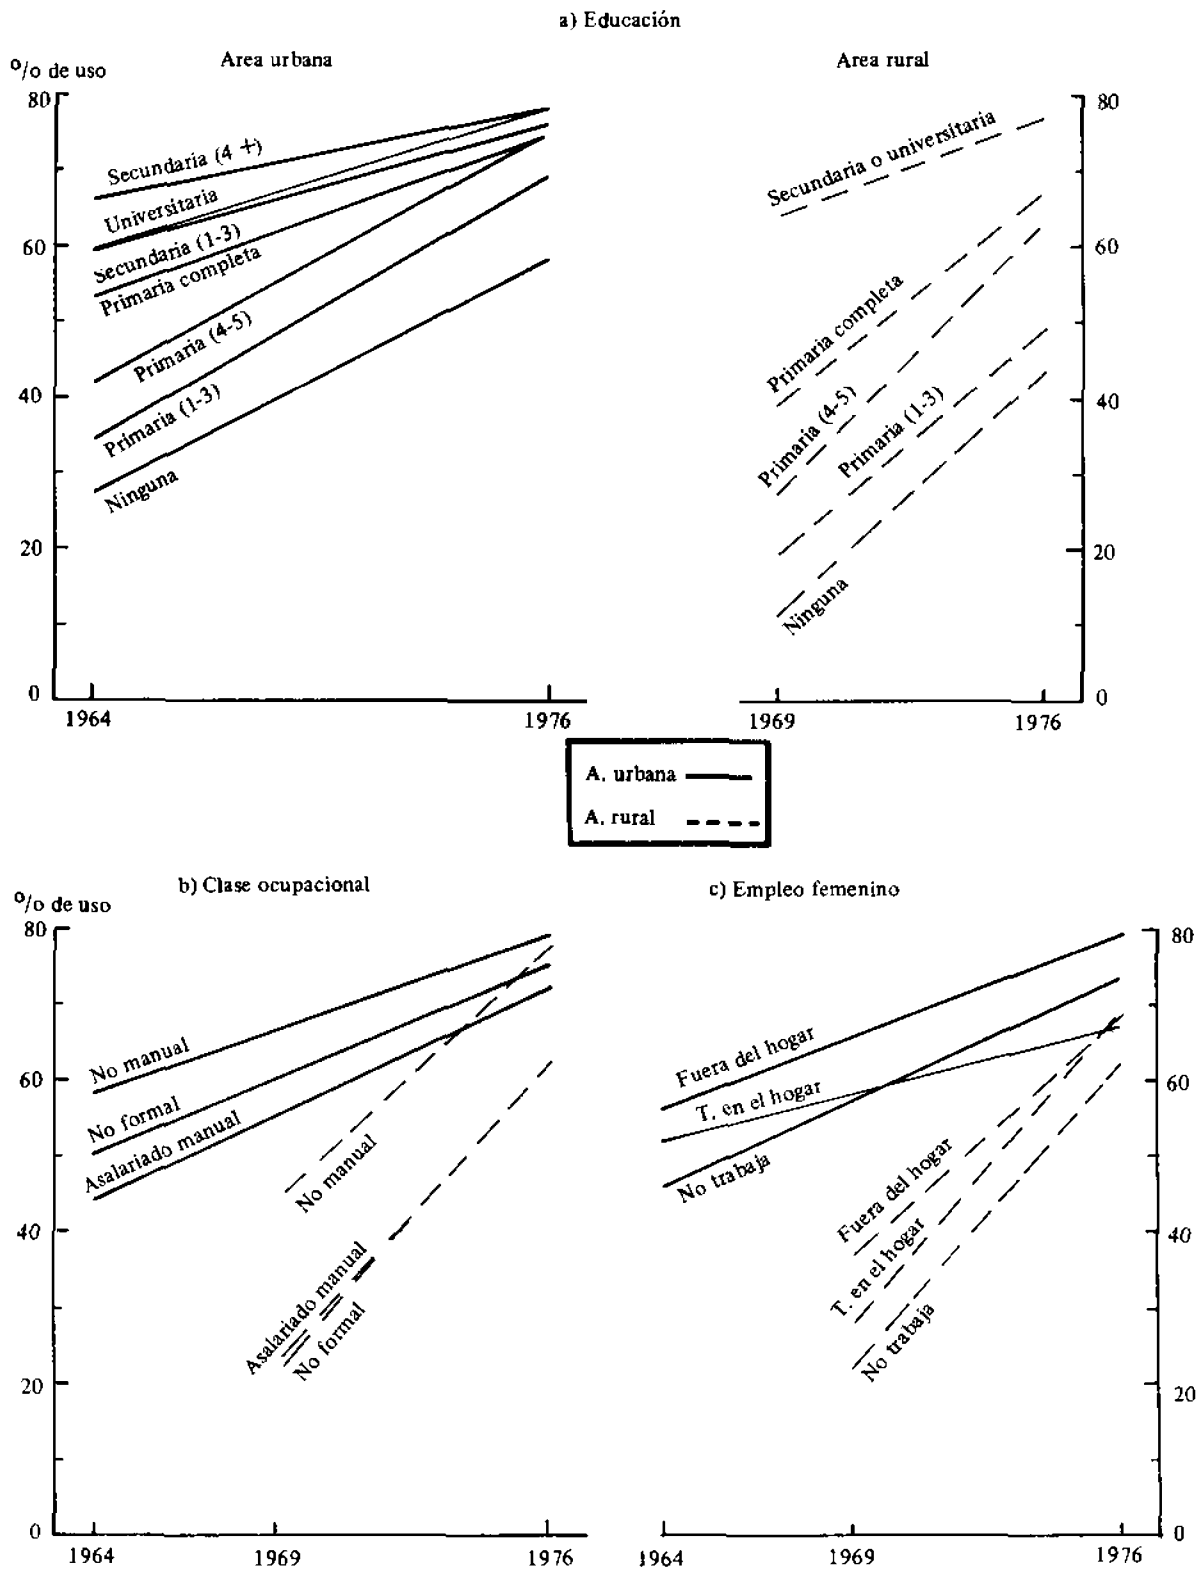 a) Educación
Area urbana
Area rural
º/o de uso
80
60
40
20
0
Secundaria (4 +)
Universitaria
Secundaria (1-3)
Primaria completa
Primaria (4-5)
Primaria (1-3)
Ninguna
1964
1976
Secundaria o universitaria
Primaria completa
Primaria (4-5)
Primaria (1-3)
Ninguna
80
60
40
20
0
1969
1976
A. urbana
A. rural
b) Clase ocupacional
º/o de uso
80
60
40
20
0
No manual
No formal
Asalariado manual
No manual
Asalariado manual
No formal
1964
1969
1976
c) Empleo femenino
Fuera del hogar
T. en el hogar
No trabaja
Fuera del hogar
T. en el hogar
No trabaja
80
60
40
20
0
1964
1969
1976